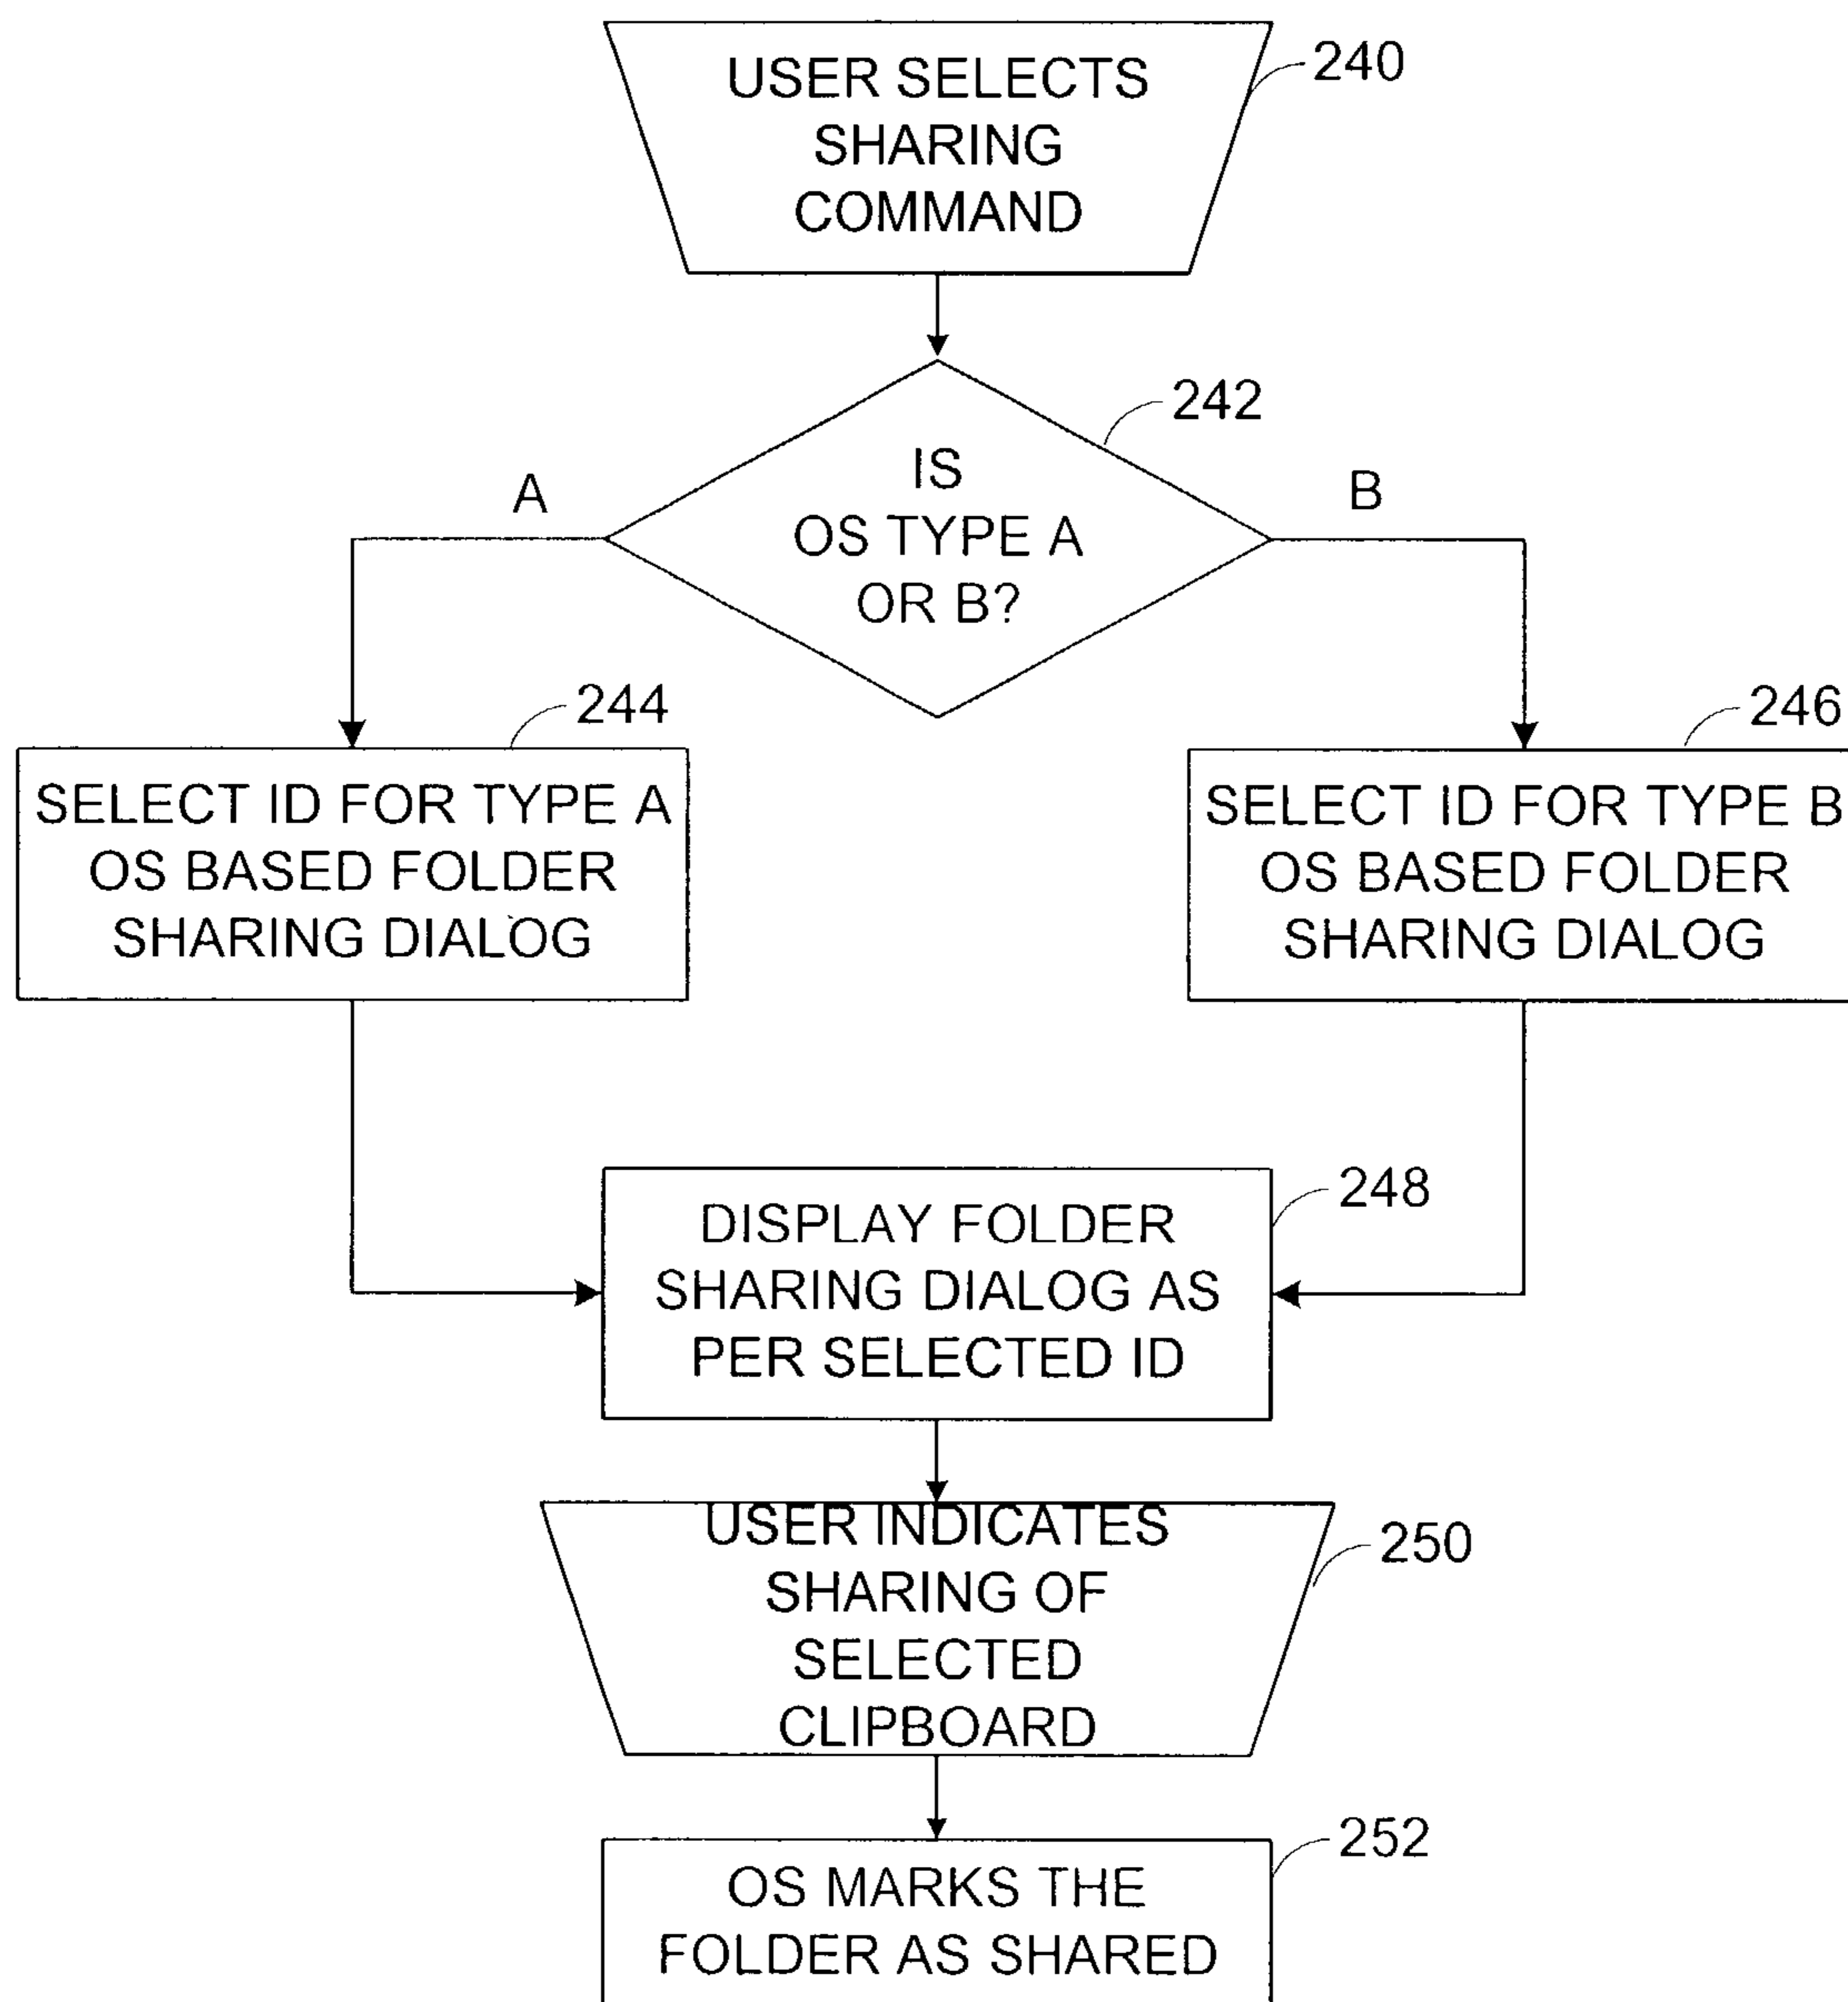 USER SELECTS
SHARING
COMMAND
240
242
IS
OS TYPE A
OR B?
A
B
244
SELECT ID FOR TYPE A
OS BASED FOLDER
SHARING DIALOG
246
SELECT ID FOR TYPE B
OS BASED FOLDER
SHARING DIALOG
248
DISPLAY FOLDER
SHARING DIALOG AS
PER SELECTED ID
USER INDICATES
SHARING OF
SELECTED
CLIPBOARD
250
252
OS MARKS THE
FOLDER AS SHARED